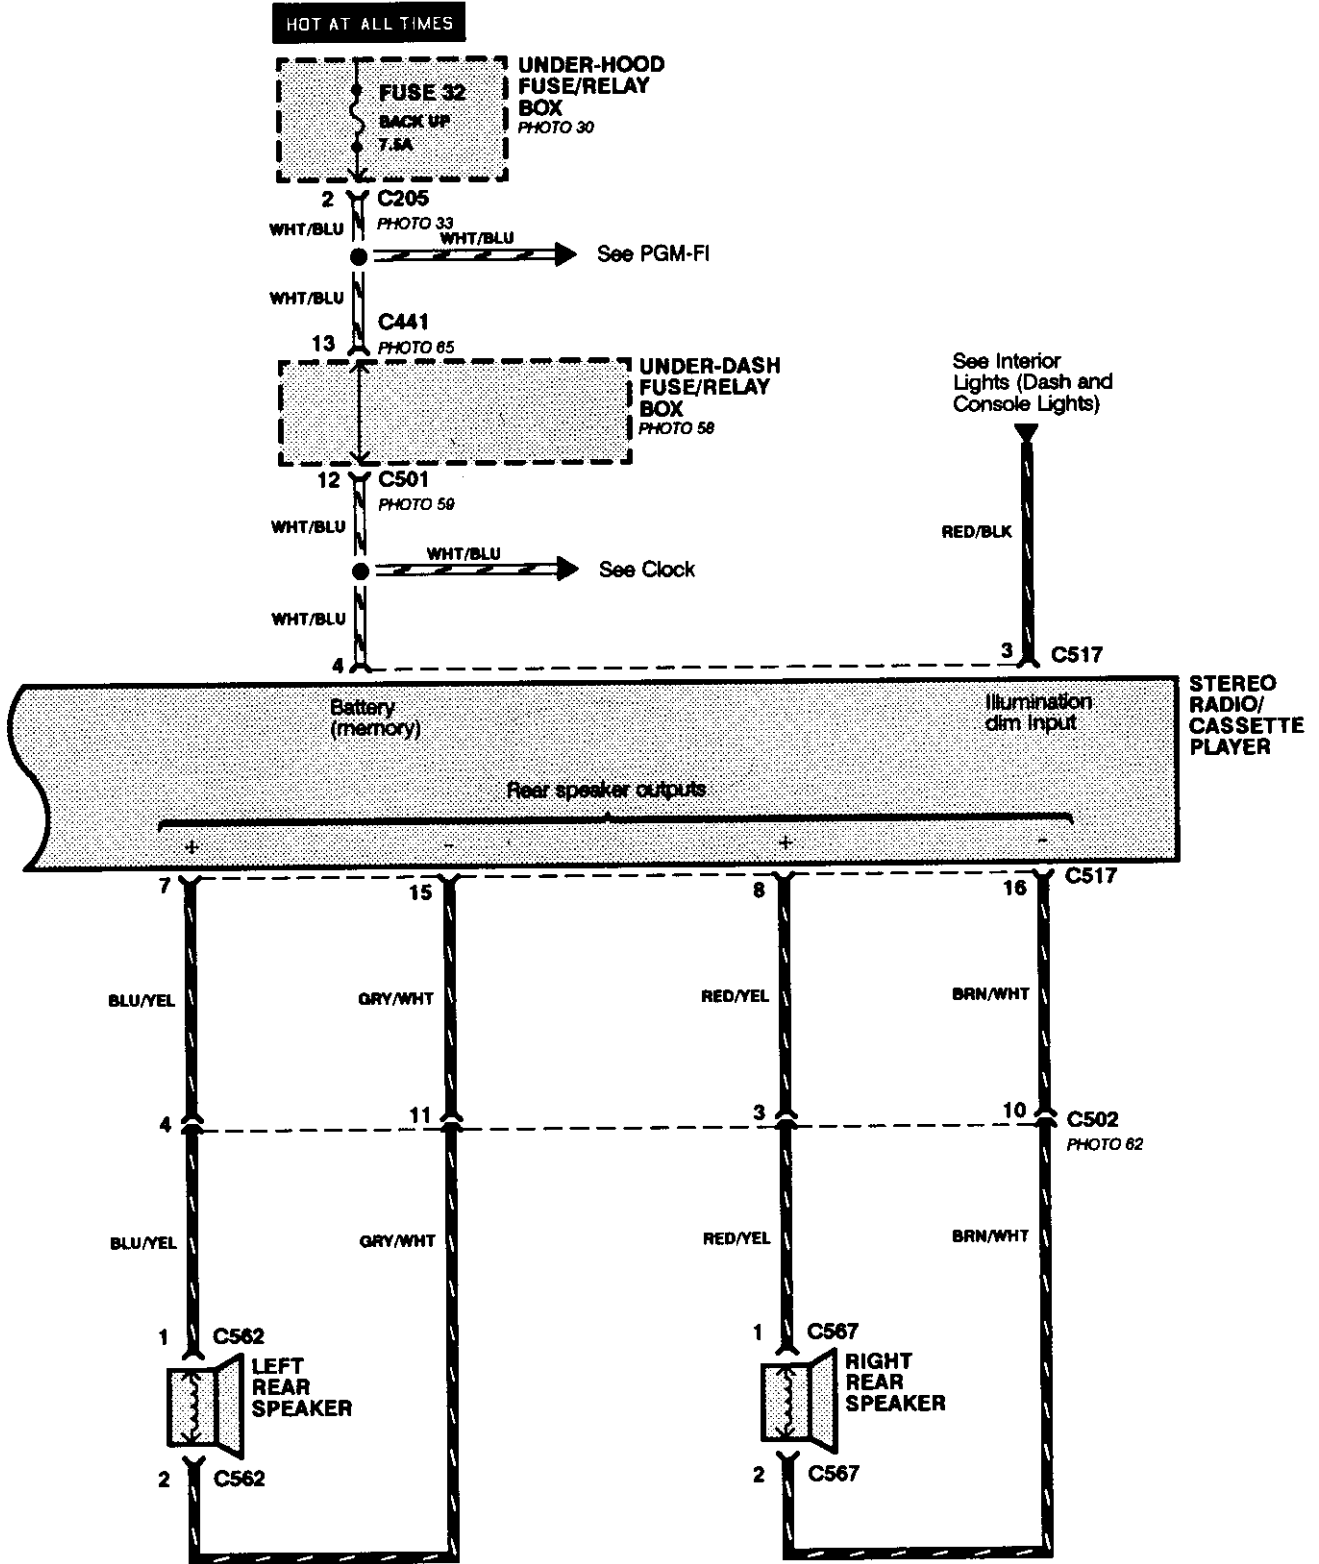 HOT AT ALL TIMES
UNDER-HOOD
FUSE/RELAY
BOX
PHOTO 30
FUSE 32
BACK UP
7.5A
2
C205
PHOTO 33
WHT/BLU
WHT/BLU
See PGM-FI
WHT/BLU
C441
13
PHOTO 65
UNDER-DASH
FUSE/RELAY
BOX
PHOTO 58
See Interior
Lights (Dash and
Console Lights)
12
C501
PHOTO 59
WHT/BLU
RED/BLK
WHT/BLU
See Clock
WHT/BLU
4
3
C517
STEREO
RADIO/
CASSETTE
PLAYER
Battery
(memory)
Illumination
dim input
Rear speaker outputs
+ - + -
7
15
8
16
C517
BLU/YEL
GRY/WHT
RED/YEL
BRN/WHT
4
11
3
10
C502
PHOTO 62
BLU/YEL
GRY/WHT
RED/YEL
BRN/WHT
1
C562
1
C567
LEFT
REAR
SPEAKER
RIGHT
REAR
SPEAKER
2
C562
2
C567